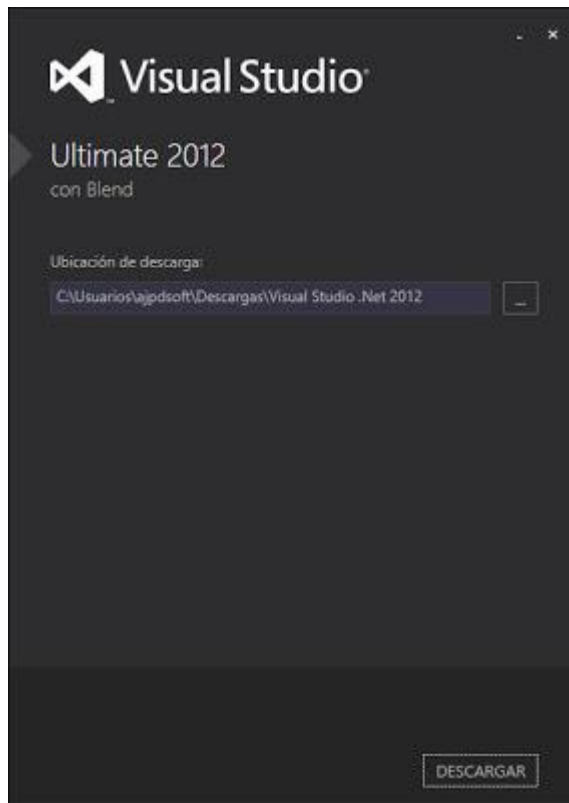 Visual Studio
Ultimate 2012
con Blend
Ubicación de descarga:
C:\Usuarios\ajpdsoft\Descargas\Visual Studio .Net 2012
...
DESCARGAR